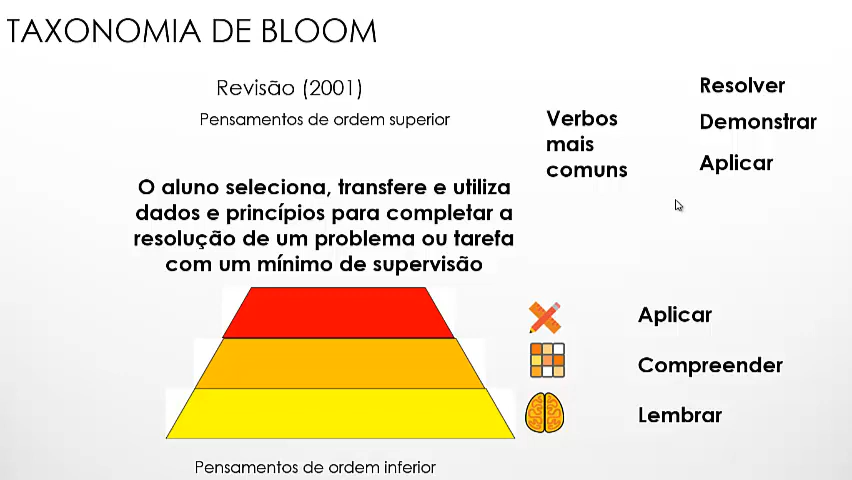 TAXONOMIA DE BLOOM
Revisão (2001)
Pensamentos de ordem superior
Verbos
mais
comuns
Resolver
Demonstrar
Aplicar
O aluno seleciona, transfere e utiliza
dados e princípios para completar a
resolução de um problema ou tarefa
com um mínimo de supervisão
Aplicar
Compreender
Lembrar
Pensamentos de ordem inferior